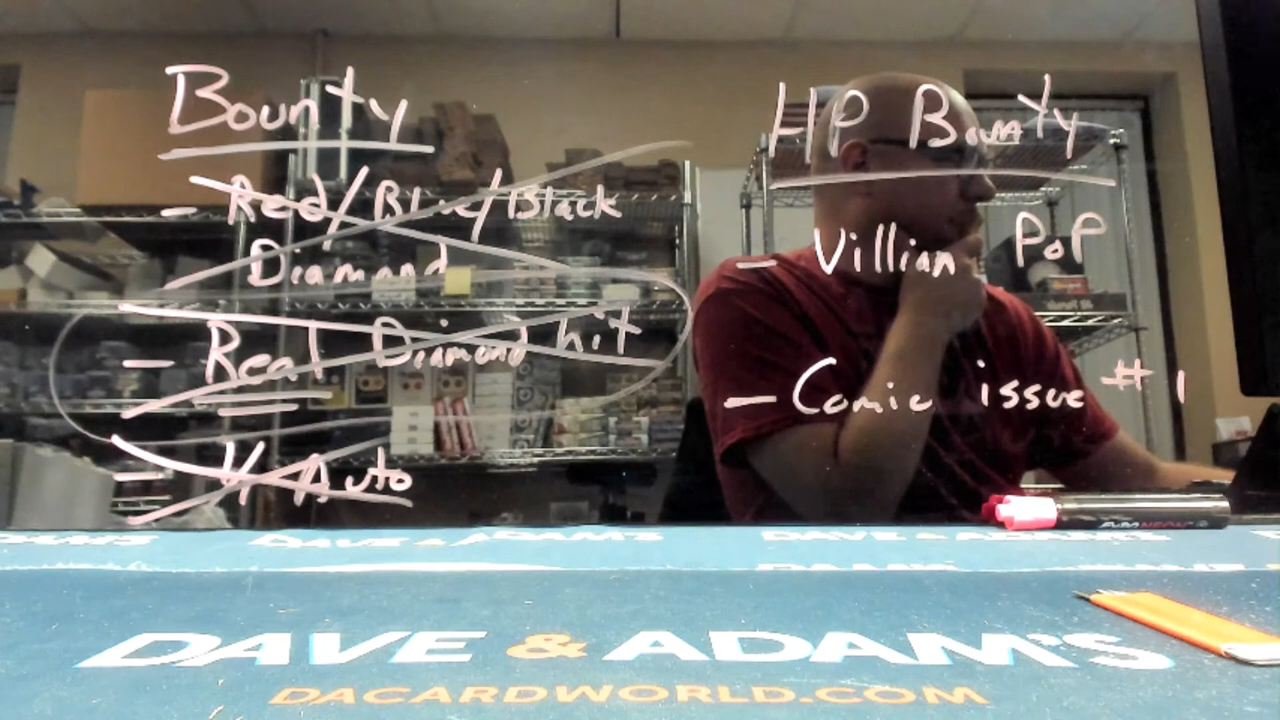 Bounty
- Red/Blue/Black
Diamond
- Real Diamond hit
- V Auto
HP Bounty
- Villian PoP
- Comic issue #1
DAVE & ADAM'S
DAVE & ADAM'S
DAVE & ADAM'S
DACARDWORLD.COM